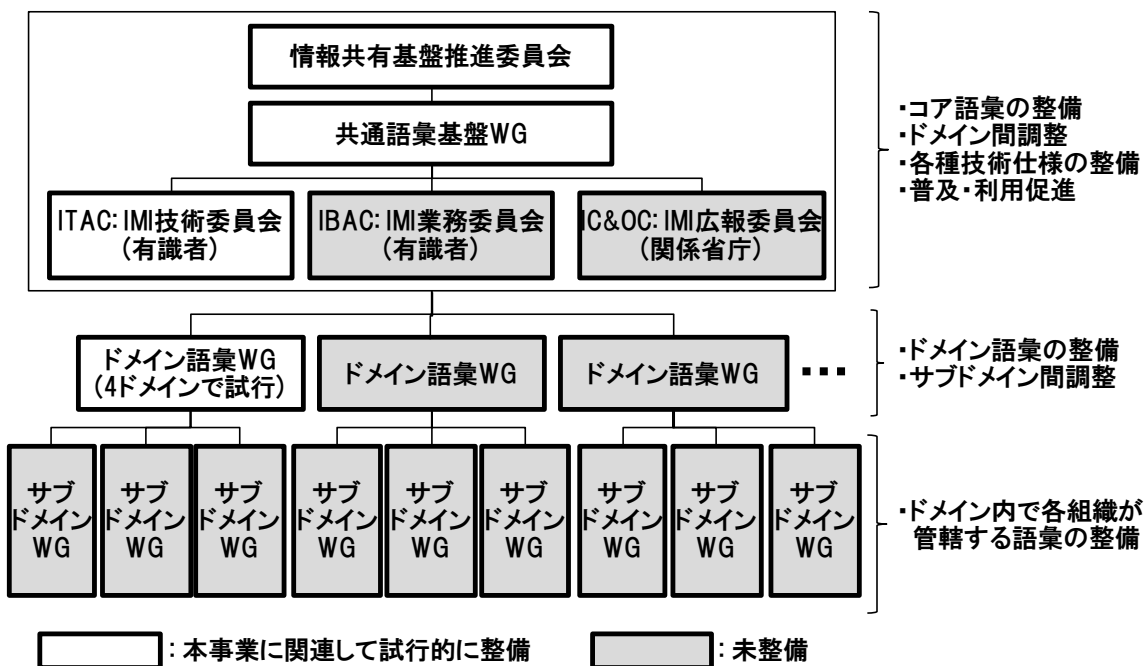 情報共有基盤推進委員会
共通語彙基盤WG
ITAC：IMI技術委員会
（有識者）
IBAC：IMI業務委員会
（有識者）
IC&OC：IMI広報委員会
（関係省庁）
・コア語彙の整備
・ドメイン間調整
・各種技術仕様の整備
・普及・利用促進
ドメイン語彙WG
（4ドメインで試行）
ドメイン語彙WG
ドメイン語彙WG
・・・
・ドメイン語彙の整備
・サブドメイン間調整
サブ
ドメイン
WG
サブ
ドメイン
WG
サブ
ドメイン
WG
サブ
ドメイン
WG
サブ
ドメイン
WG
サブ
ドメイン
WG
サブ
ドメイン
WG
サブ
ドメイン
WG
サブ
ドメイン
WG
・ドメイン内で各組織が
管轄する語彙の整備
：本事業に関連して試行的に整備
：未整備